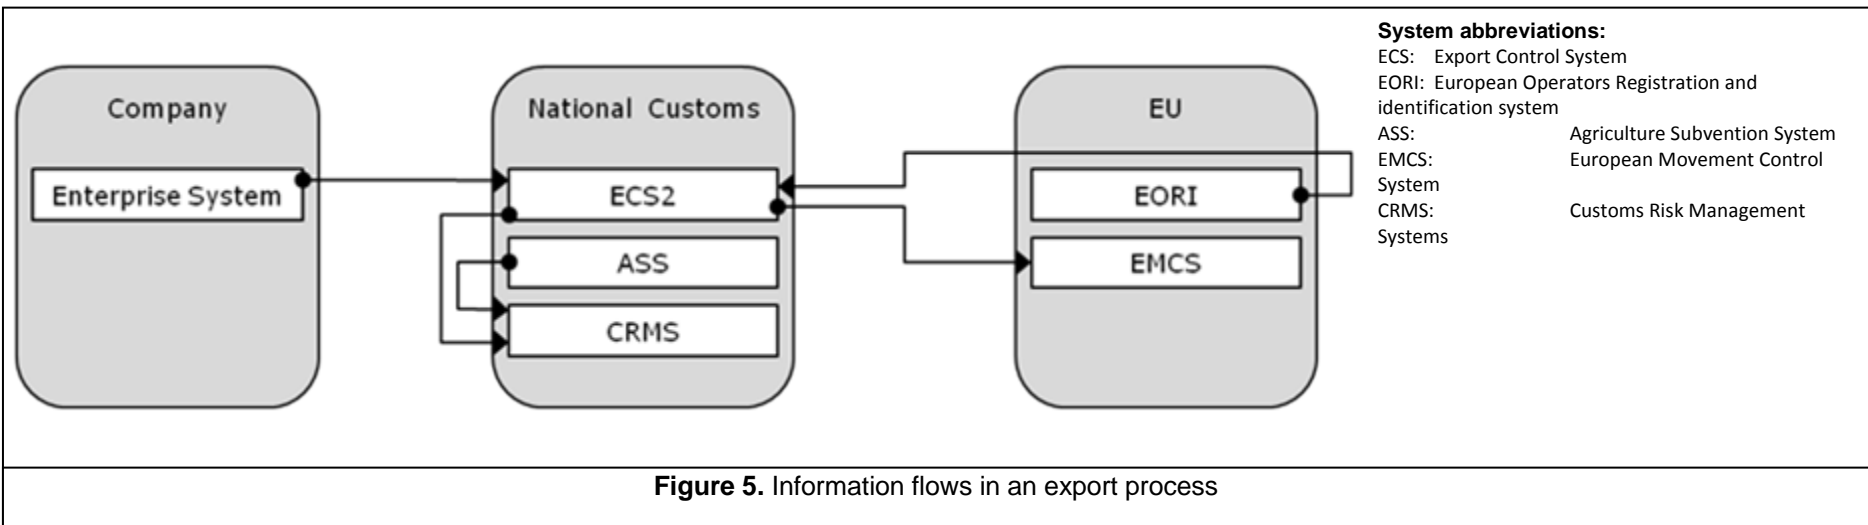 Company
Enterprise System
National Customs
ECS2
ASS
CRMS
EU
EORI
EMCS
System abbreviations:
ECS: Export Control System
EORI: European Operators Registration and
identification system
ASS: Agriculture Subvention System
EMCS: European Movement Control
System
CRMS: Customs Risk Management
Systems
Figure 5. Information flows in an export process